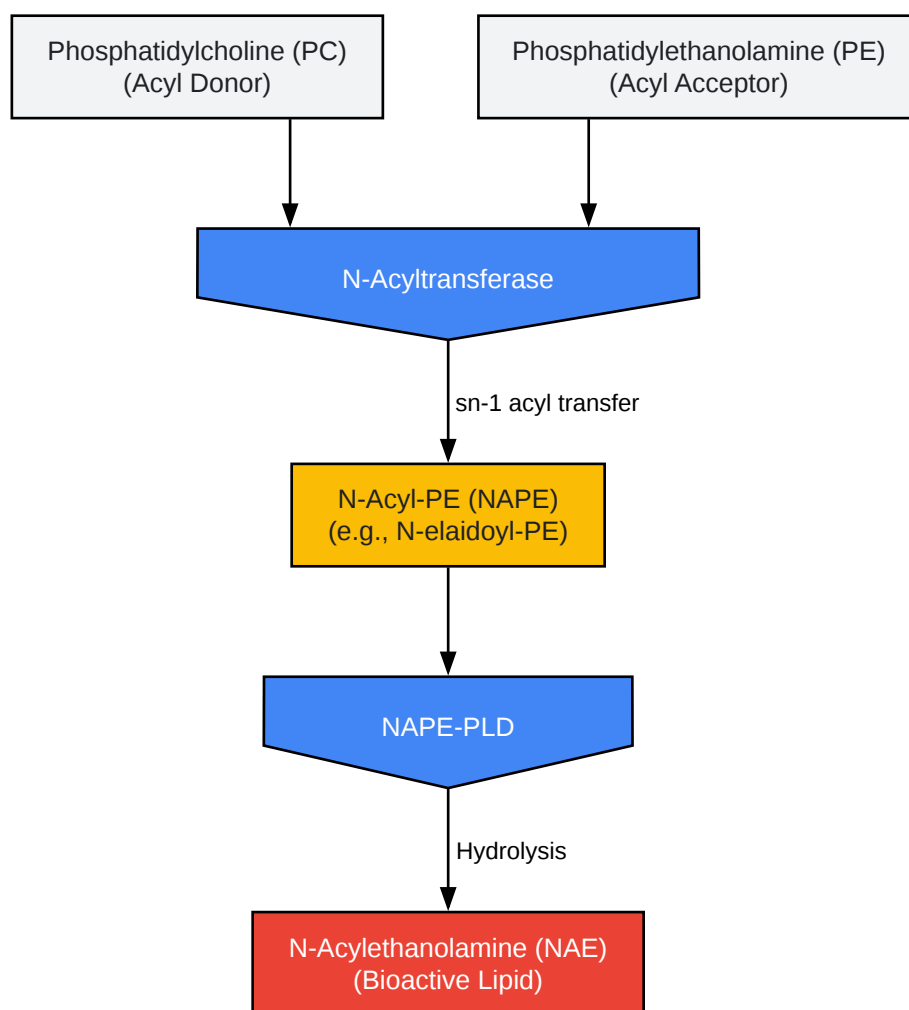 Phosphatidylcholine (PC)
(Acyl Donor)
Phosphatidylethanolamine (PE)
(Acyl Acceptor)
N-Acyltransferase
sn-1 acyl transfer
N-Acyl-PE (NAPE)
(e.g., N-elaidoyl-PE)
NAPE-PLD
Hydrolysis
N-Acylethanolamine (NAE)
(Bioactive Lipid)